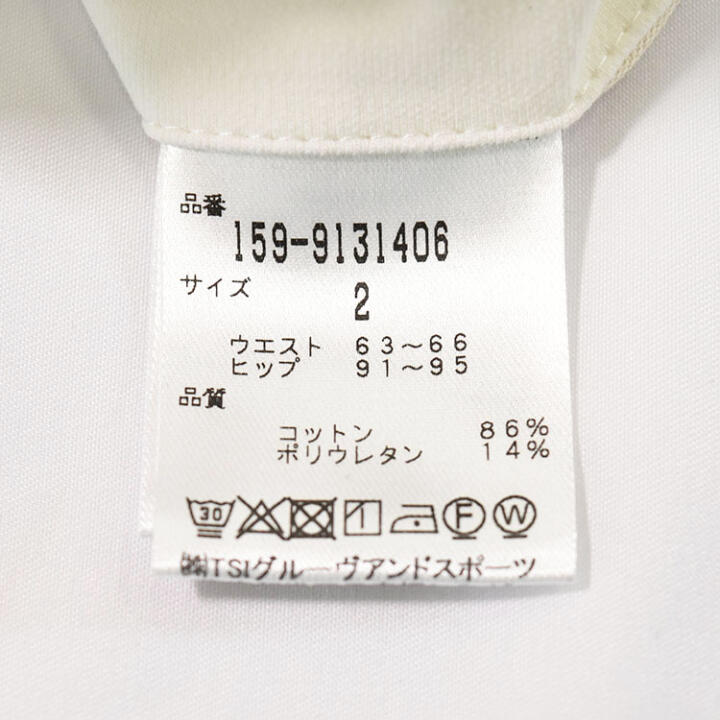 品番
159-9131406
サイズ
2
ウエスト 63～66
ヒップ 91～95
品質
コットン 86%
ポリウレタン 14%
30 F W
㈱TSIグルーヴアンドスポーツ